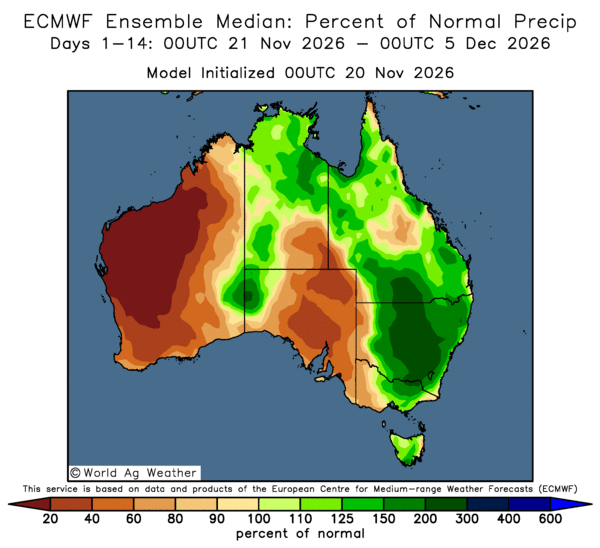 ECMWF Ensemble Median: Percent of Normal Precip
Days 1-14: 00UTC 21 Nov 2026 - 00UTC 5 Dec 2026
Model Initialized 00UTC 20 Nov 2026
© World Ag Weather
This service is based on data and products of the European Centre for Medium-range Weather Forecasts (ECMWF)
20 40 60 80 90 100 110 125 150 200 300 400 600
percent of normal